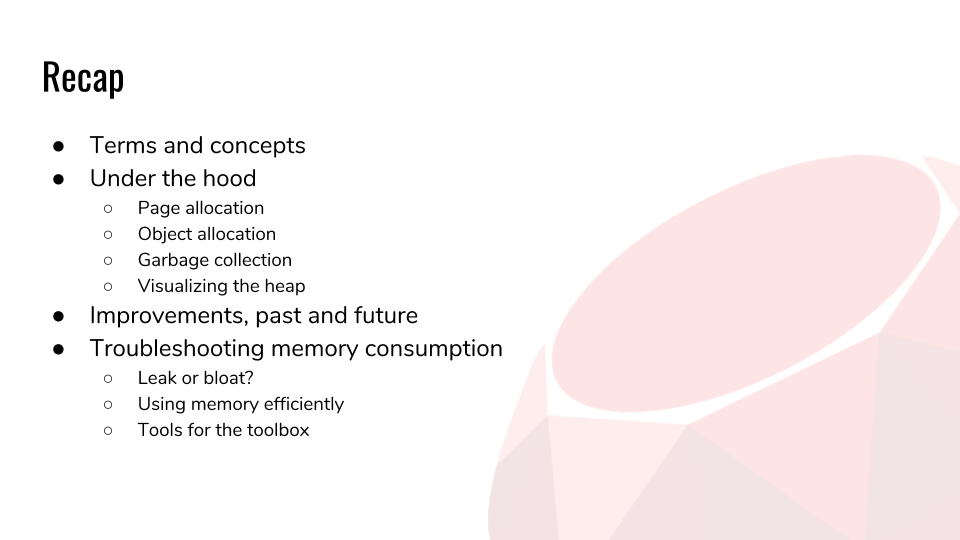 Recap
● Terms and concepts
● Under the hood
○ Page allocation
○ Object allocation
○ Garbage collection
○ Visualizing the heap
● Improvements, past and future
● Troubleshooting memory consumption
○ Leak or bloat?
○ Using memory efficiently
○ Tools for the toolbox